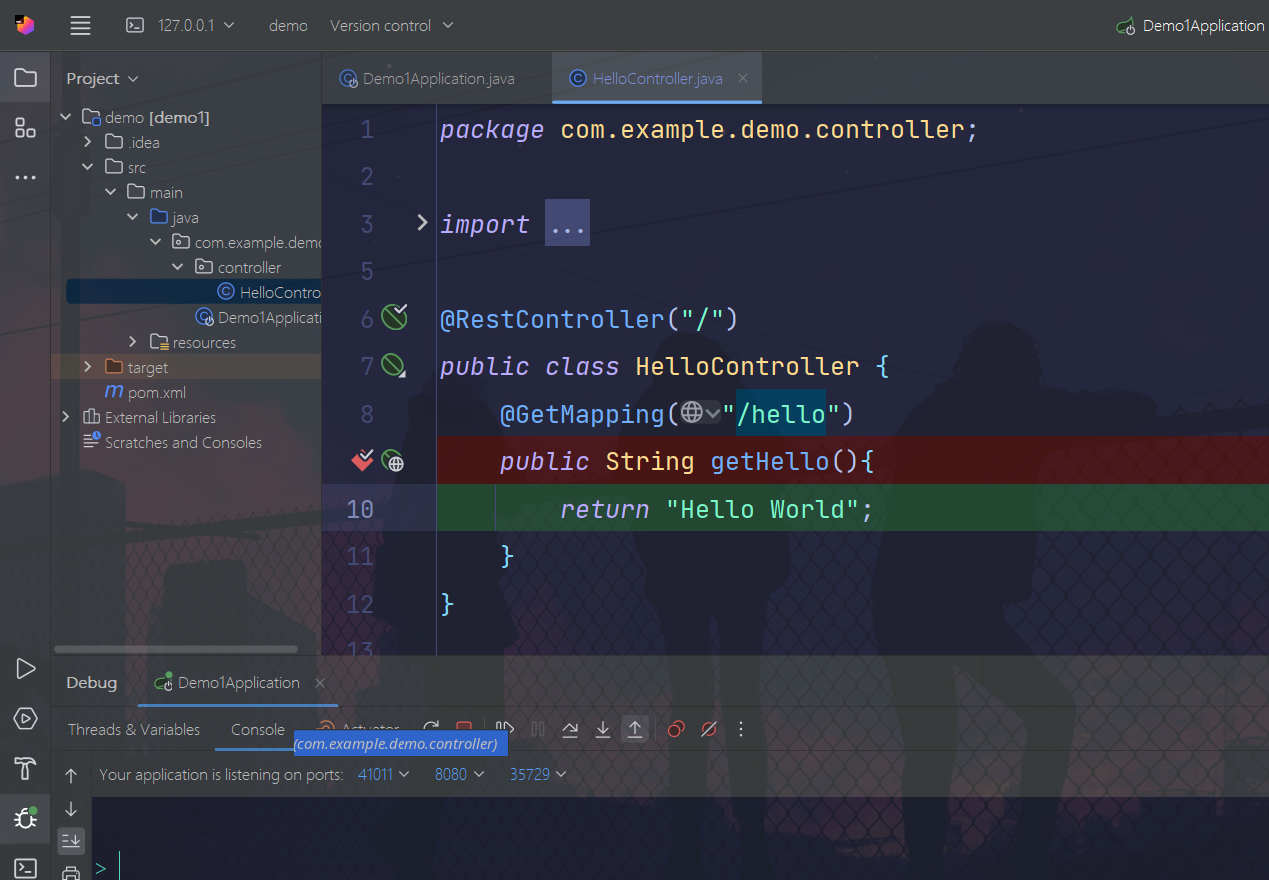 127.0.0.1 demo Version control Demo1Application
Project
Demo1Application.java HelloController.java
demo [demo1]
.idea
src
main
java
com.example.demo
controller
HelloContro
Demo1Applicati
resources
target
pom.xml
External Libraries
Scratches and Consoles
1 package com.example.demo.controller;
2
3 import ...
5
6 @RestController("/")
7 public class HelloController {
8 @GetMapping("/hello")
public String getHello(){
10 return "Hello World";
11 }
12 }
13
Debug Demo1Application
Threads & Variables Console Actuator
(com.example.demo.controller)
Your application is listening on ports: 41011 8080 35729
>